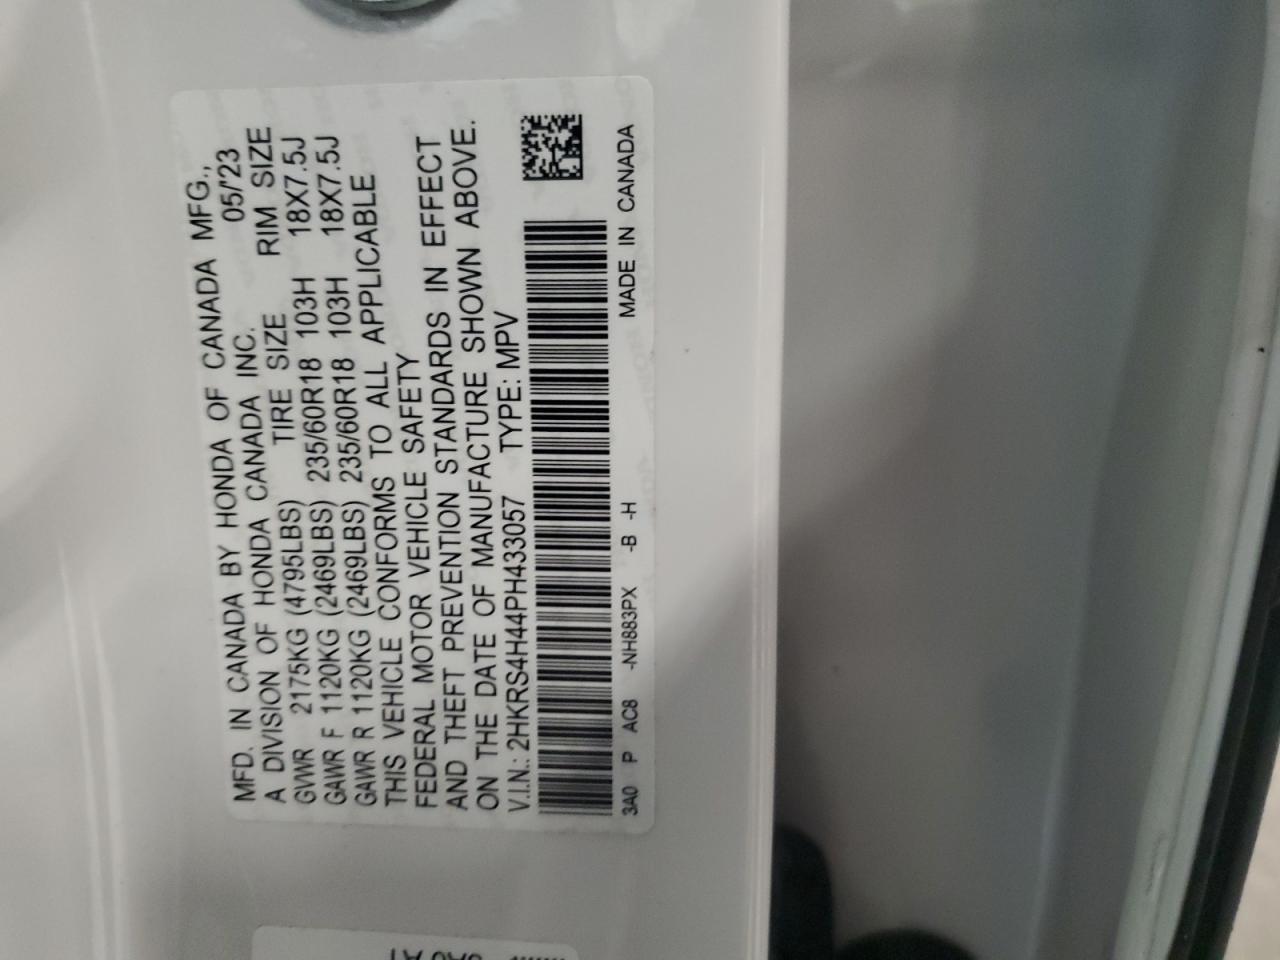 MFD. IN CANADA BY HONDA OF CANADA MFG.,
A DIVISION OF HONDA CANADA INC. 05/'23
GVWR 2175KG (4795LBS) TIRE SIZE RIM SIZE
GAWR F 1120KG (2469LBS) 235/60R18 103H 18X7.5J
GAWR R 1120KG (2469LBS) 235/60R18 103H 18X7.5J
THIS VEHICLE CONFORMS TO ALL APPLICABLE
FEDERAL MOTOR VEHICLE SAFETY
AND THEFT PREVENTION STANDARDS IN EFFECT
ON THE DATE OF MANUFACTURE SHOWN ABOVE.
V.I.N.: 2HKRS4H44PH433057 TYPE: MPV
3A0 P AC8 -NH883PX -B -H MADE IN CANADA